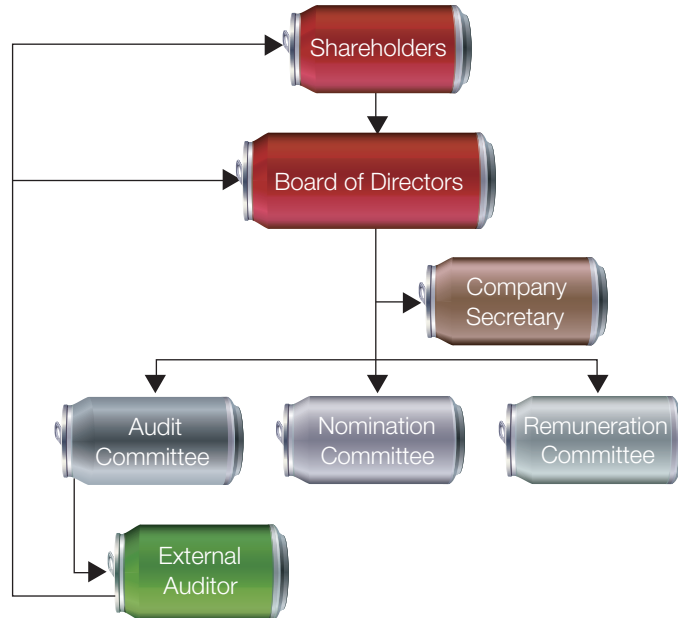 Shareholders
Board of Directors
Company
Secretary
Audit
Committee
Nomination
Committee
Remuneration
Committee
External
Auditor